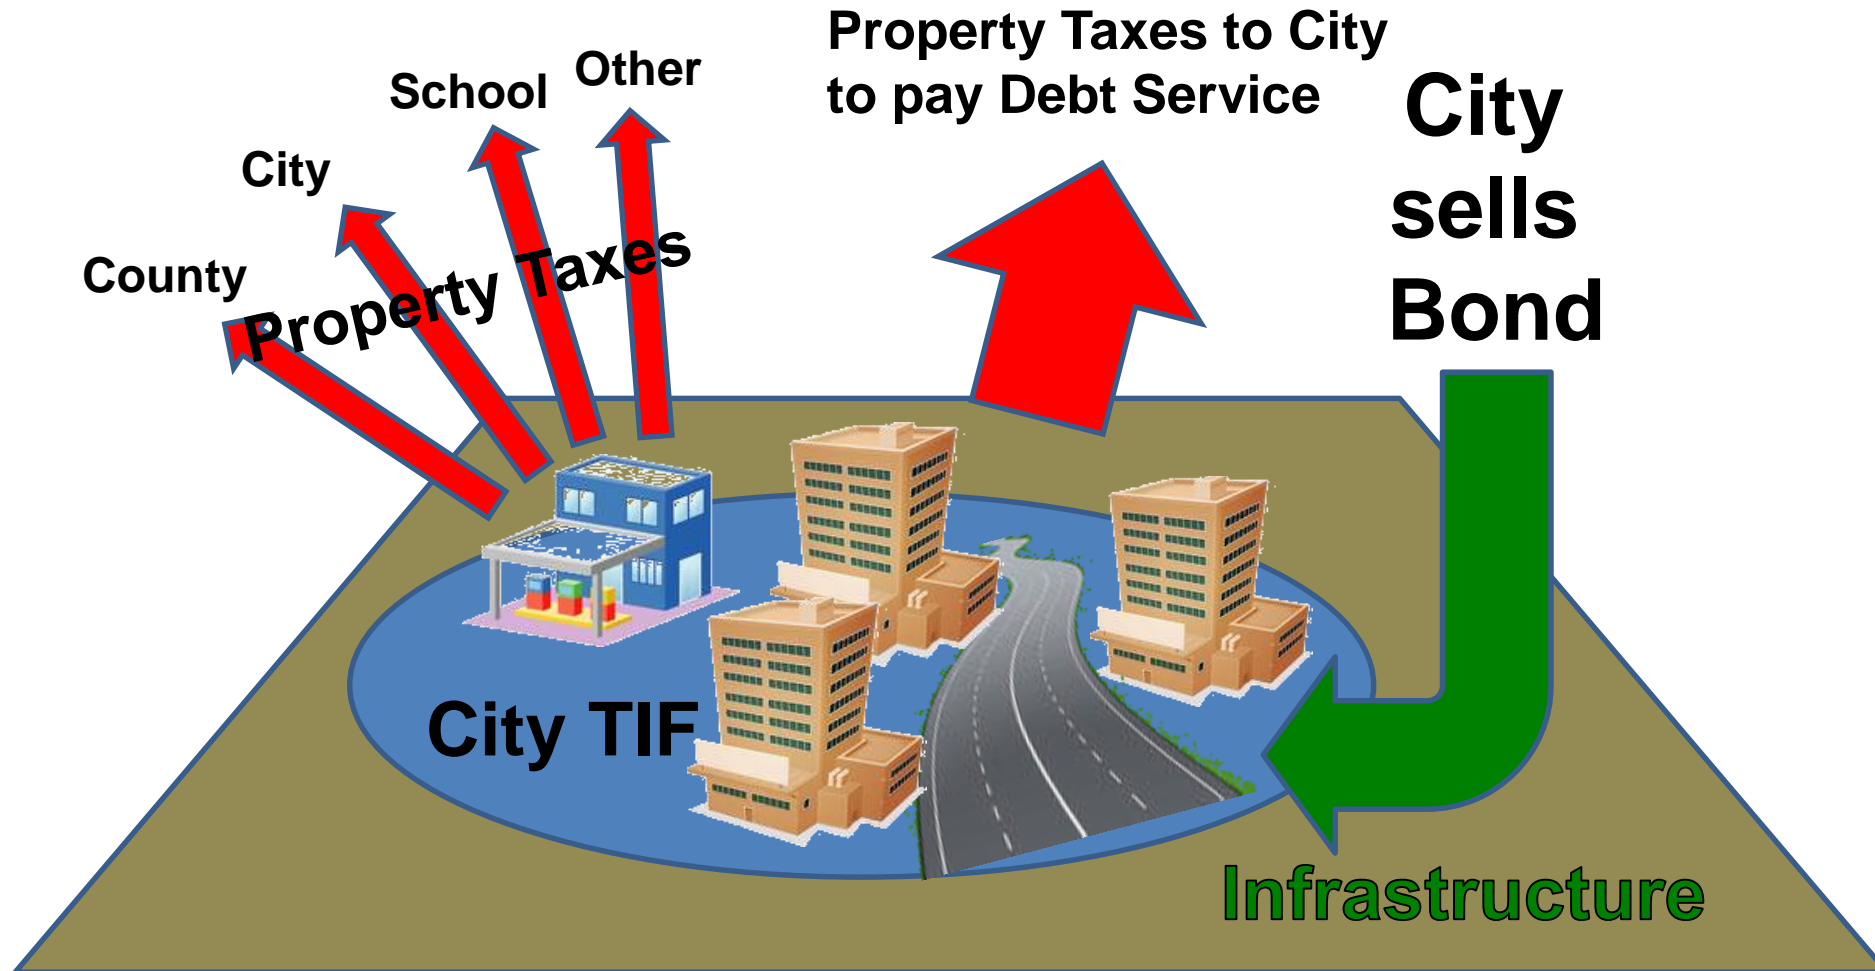 Property Taxes to City
to pay Debt Service
Other
School
City
County
Property Taxes
City
sells
Bond
City TIF
Infrastructure